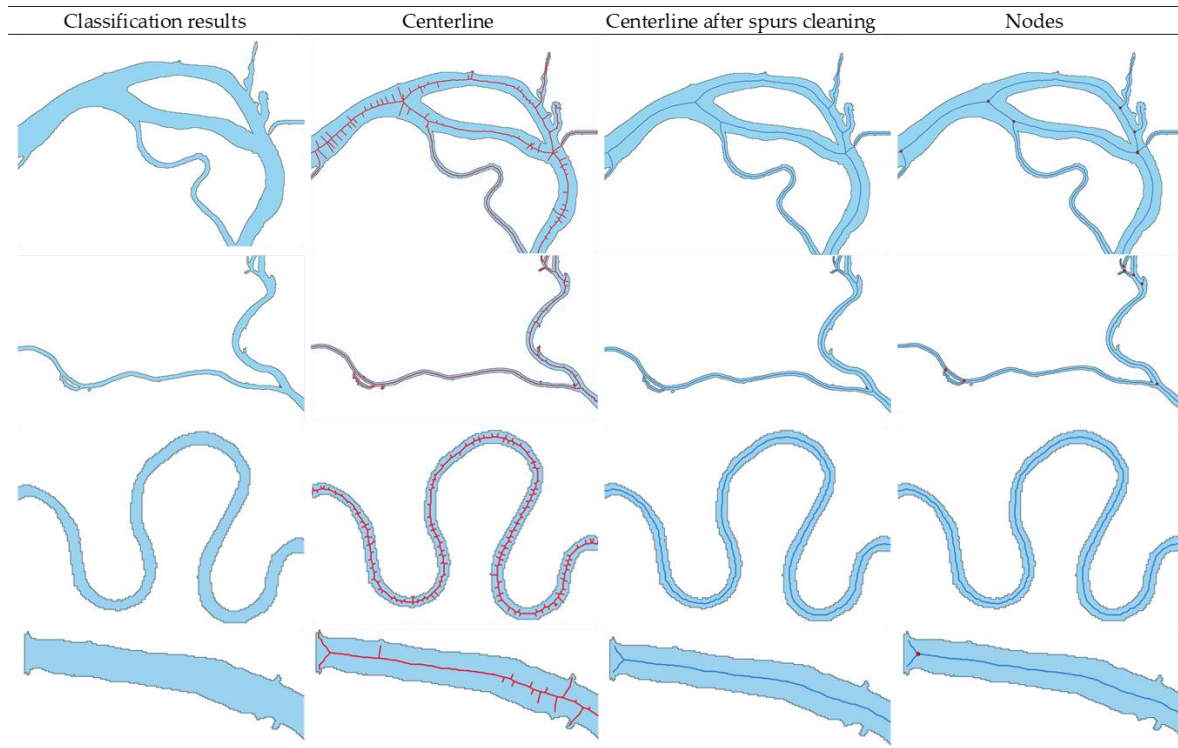 Classification results
Centerline
Centerline after spurs cleaning
Nodes